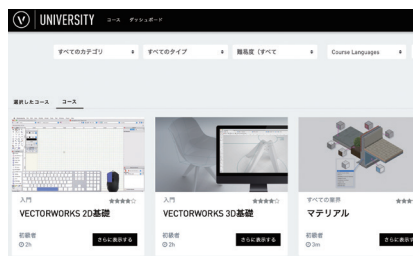 UNIVERSITY コース ダッシュボード
すべてのカテゴリ すべてのタイプ 難易度 (すべて Course Languages
選択したコース コース
入門 入門 すべての業界
VECTORWORKS 2D基礎 VECTORWORKS 3D基礎 マテリアル
初級者 初級者 初級者
2h さらに表示する 2h さらに表示する 3m さらに表示す